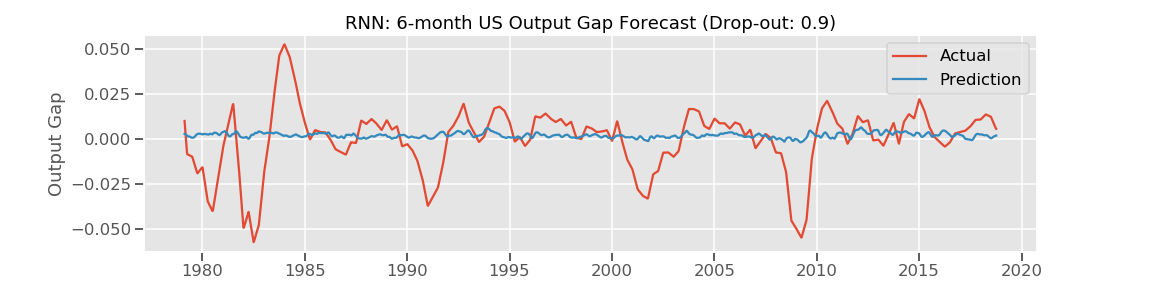 RNN: 6-month US Output Gap Forecast (Drop-out: 0.9)
Output Gap
0.050
0.025
0.000
−0.025
−0.050
Actual
Prediction
1980 1985 1990 1995 2000 2005 2010 2015 2020